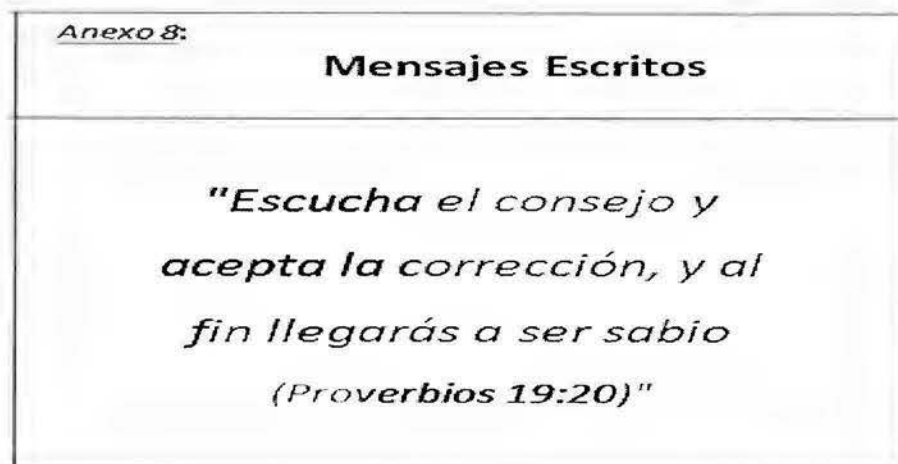 Anexo 8:
Mensajes Escritos
"Escucha el consejo y
acepta la corrección, y al
fin llegarás a ser sabio
(Proverbios 19:20)"